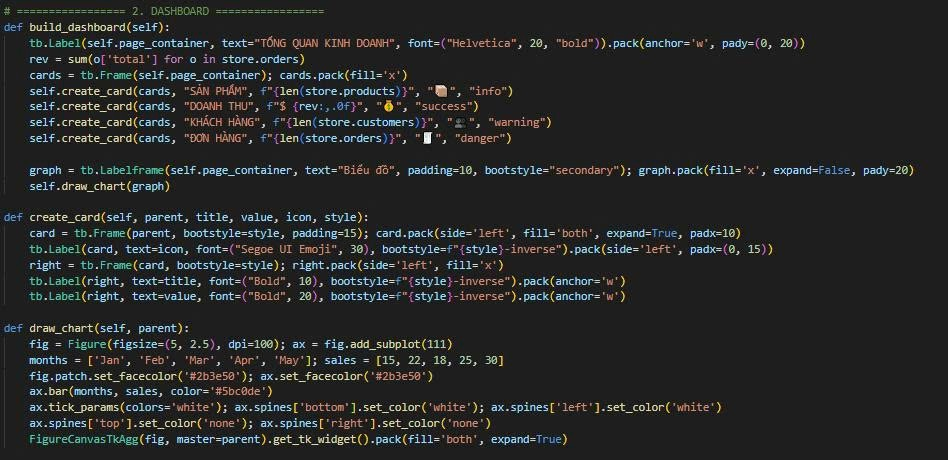 # ================= 2. DASHBOARD =================
def build_dashboard(self):
    tb.Label(self.page_container, text="TỔNG QUAN KINH DOANH", font=("Helvetica", 20, "bold")).pack(anchor='w', pady=(0, 20))
    rev = sum(o['total'] for o in store.orders)
    cards = tb.Frame(self.page_container); cards.pack(fill='x')
    self.create_card(cards, "SẢN PHẨM", f"{len(store.products)}", "📦", "info")
    self.create_card(cards, "DOANH THU", f"$ {rev:,.0f}", "💰", "success")
    self.create_card(cards, "KHÁCH HÀNG", f"{len(store.customers)}", "👥", "warning")
    self.create_card(cards, "ĐƠN HÀNG", f"{len(store.orders)}", "🧾", "danger")

    graph = tb.Labelframe(self.page_container, text="Biểu đồ", padding=10, bootstyle="secondary"); graph.pack(fill='x', expand=False, pady=20)
    self.draw_chart(graph)

def create_card(self, parent, title, value, icon, style):
    card = tb.Frame(parent, bootstyle=style, padding=15); card.pack(side='left', fill='both', expand=True, padx=10)
    tb.Label(card, text=icon, font=("Segoe UI Emoji", 30), bootstyle=f"{style}-inverse").pack(side='left', padx=(0, 15))
    right = tb.Frame(card, bootstyle=style); right.pack(side='left', fill='x')
    tb.Label(right, text=title, font=("Bold", 10), bootstyle=f"{style}-inverse").pack(anchor='w')
    tb.Label(right, text=value, font=("Bold", 20), bootstyle=f"{style}-inverse").pack(anchor='w')

def draw_chart(self, parent):
    fig = Figure(figsize=(5, 2.5), dpi=100); ax = fig.add_subplot(111)
    months = ['Jan', 'Feb', 'Mar', 'Apr', 'May']; sales = [15, 22, 18, 25, 30]
    fig.patch.set_facecolor('#2b3e50'); ax.set_facecolor('#2b3e50')
    ax.bar(months, sales, color='#5bc0de')
    ax.tick_params(colors='white'); ax.spines['bottom'].set_color('white'); ax.spines['left'].set_color('white')
    ax.spines['top'].set_color('none'); ax.spines['right'].set_color('none')
    FigureCanvasTkAgg(fig, master=parent).get_tk_widget().pack(fill='both', expand=True)